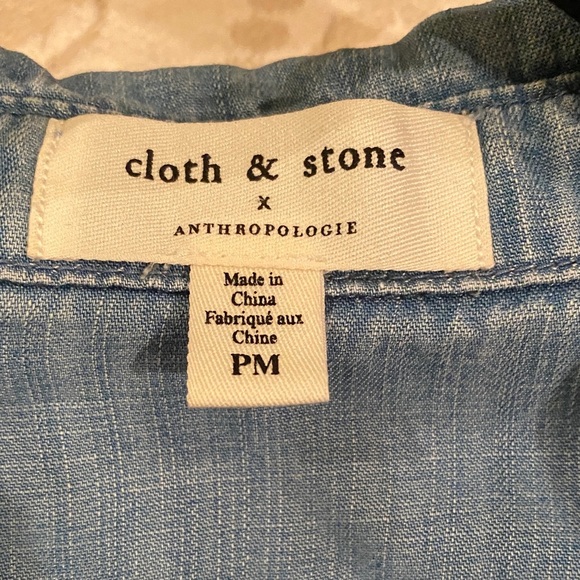 cloth & stone
x
ANTHROPOLOGIE
Made in
China
Fabriqué aux
Chine
PM